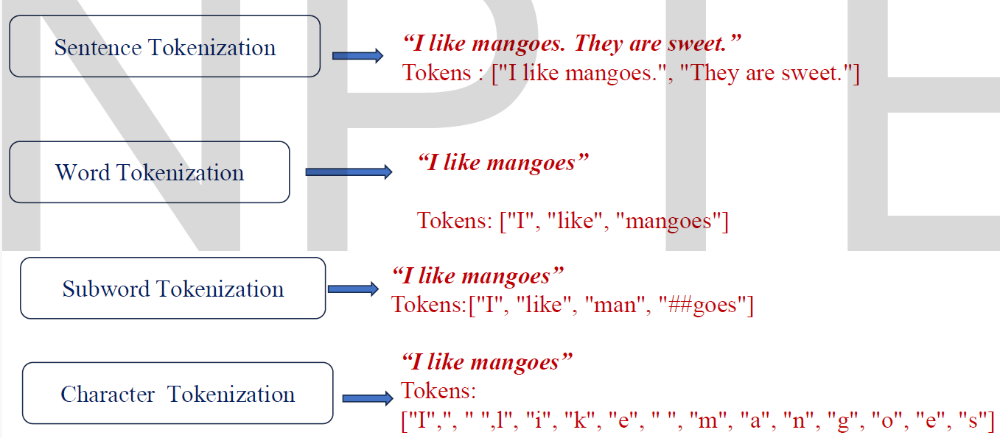 Sentence Tokenization
“I like mangoes. They are sweet.”
Tokens : ["I like mangoes.", "They are sweet."]
Word Tokenization
“I like mangoes”
Tokens: ["I", "like", "mangoes"]
Subword Tokenization
“I like mangoes”
Tokens:["I", "like", "man", "##goes"]
Character  Tokenization
“I like mangoes”
Tokens:
["I",", " ",l", "i", "k", "e", " ", "m", "a", "n", "g", "o", "e", "s"]
NPTE